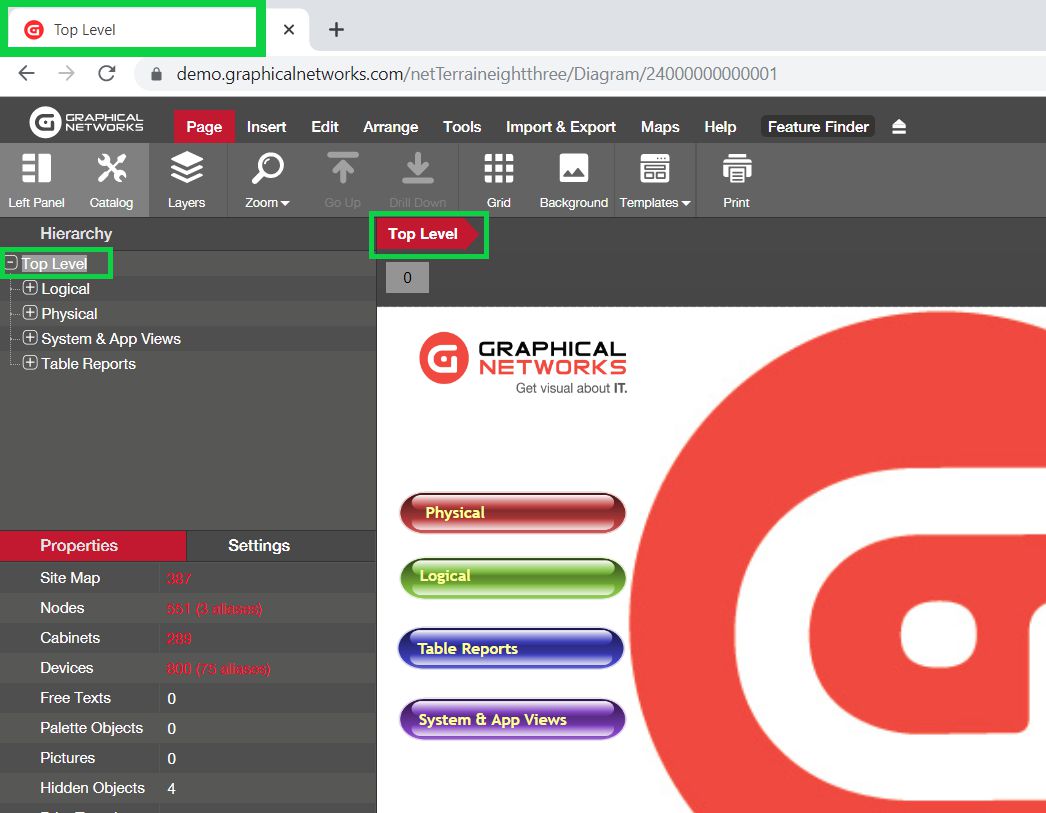 Top Level
demo.graphicalnetworks.com/netTerraineightthree/Diagram/24000000000001
GRAPHICAL
NETWORKS
Page Insert Edit Arrange Tools Import & Export Maps Help Feature Finder
Left Panel Catalog Layers Zoom Go Up Drill Down Grid Background Templates Print
Hierarchy
Top Level
Logical
Physical
System & App Views
Table Reports
Top Level
0
GRAPHICAL
NETWORKS
Get visual about IT.
Physical
Logical
Table Reports
System & App Views
Properties Settings
Site Map 387
Nodes 551 (3 aliases)
Cabinets 289
Devices 800 (75 aliases)
Free Texts 0
Palette Objects 0
Pictures 0
Hidden Objects 4